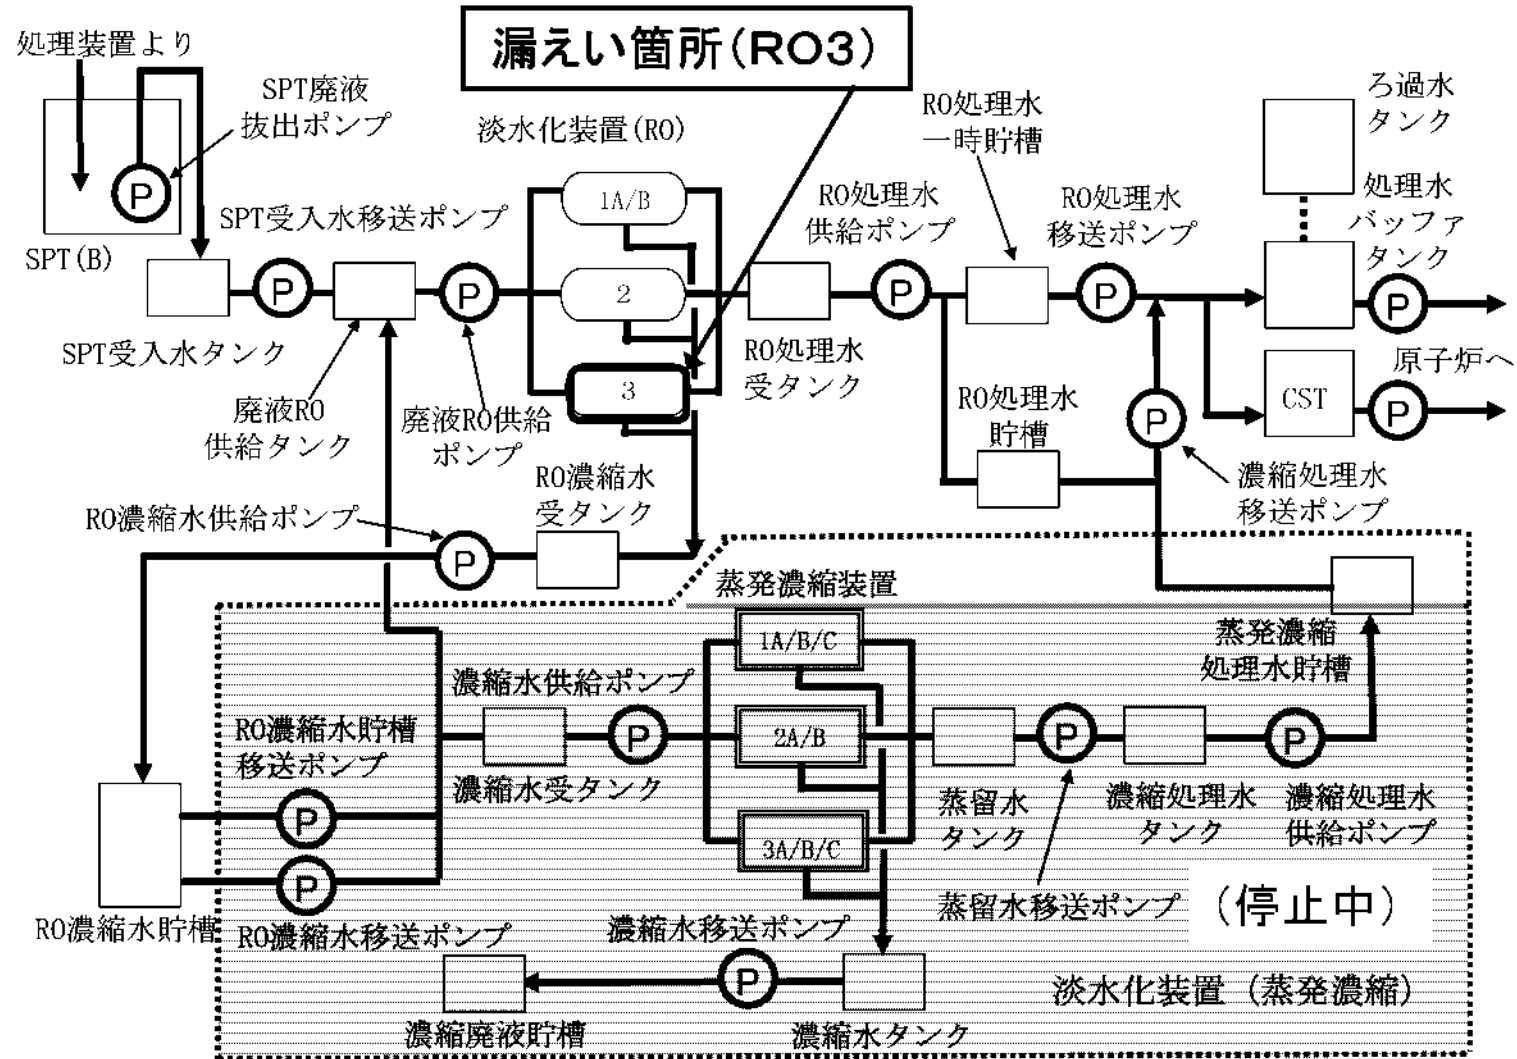 漏えい箇所(RO3)
処理装置より
SPT廃液
抜出ポンプ
P
SPT(B)
淡水化装置(RO)
1A/B
2
3
SPT受入水移送ポンプ
P
SPT受入水タンク
廃液RO
供給タンク
P
廃液RO供給
ポンプ
RO処理水
受タンク
RO処理水
供給ポンプ
P
RO処理水
一時貯槽
RO処理水
移送ポンプ
P
RO処理水
貯槽
P
濃縮処理水
移送ポンプ
ろ過水
タンク
処理水
バッファ
タンク
P
原子炉へ
CST
P
RO濃縮水
受タンク
RO濃縮水供給ポンプ
P
蒸発濃縮装置
1A/B/C
2A/B
3A/B/C
蒸発濃縮
処理水貯槽
濃縮水供給ポンプ
P
濃縮水受タンク
RO濃縮水貯槽
移送ポンプ
P
P
RO濃縮水貯槽
RO濃縮水移送ポンプ
蒸留水
タンク
P
蒸留水移送ポンプ
濃縮処理水
タンク
P
濃縮処理水
供給ポンプ
(停止中)
濃縮水移送ポンプ
P
濃縮廃液貯槽
濃縮水タンク
淡水化装置(蒸発濃縮)